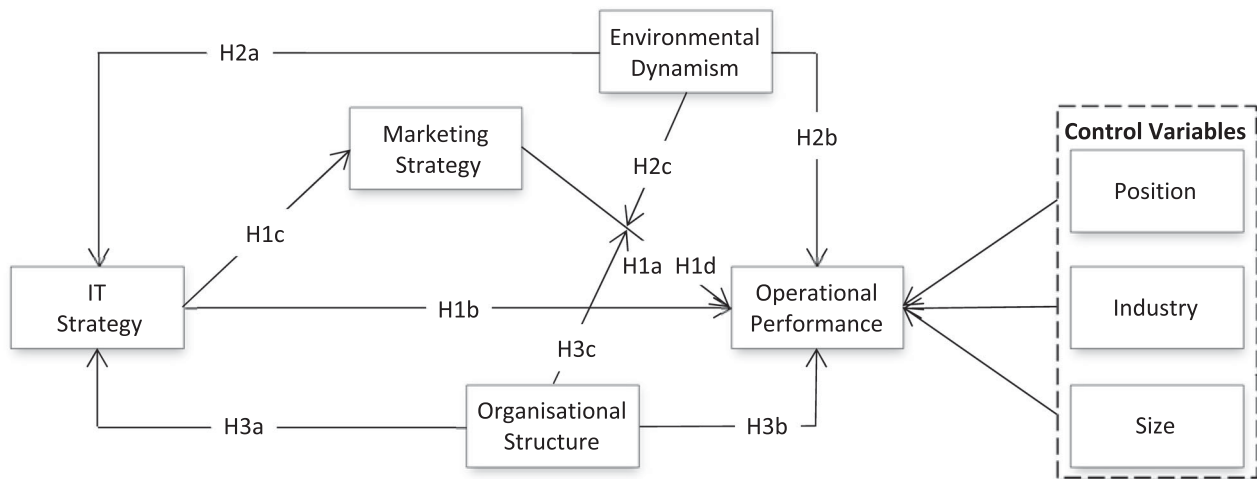 Environmental
Dynamism
H2a
Marketing
Strategy
H2b
H2c
Control Variables
Position
H1c
H1a H1d
IT
Strategy
H1b
Operational
Performance
Industry
H3c
Organisational
Structure
H3a
H3b
Size